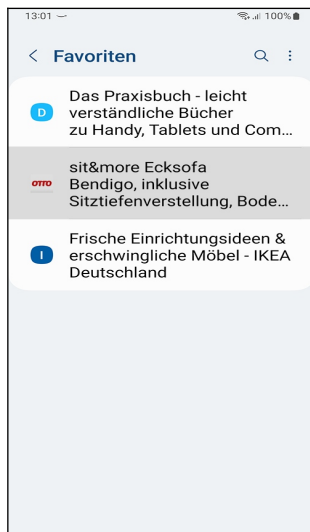 13:01 100%
Favoriten
D
Das Praxisbuch - leicht
verständliche Bücher
zu Handy, Tablets und Com...
OTTO
sit&more Ecksofa
Bendigo, inklusive
Sitztiefenverstellung, Bode...
I
Frische Einrichtungsideen &
erschwingliche Möbel - IKEA
Deutschland